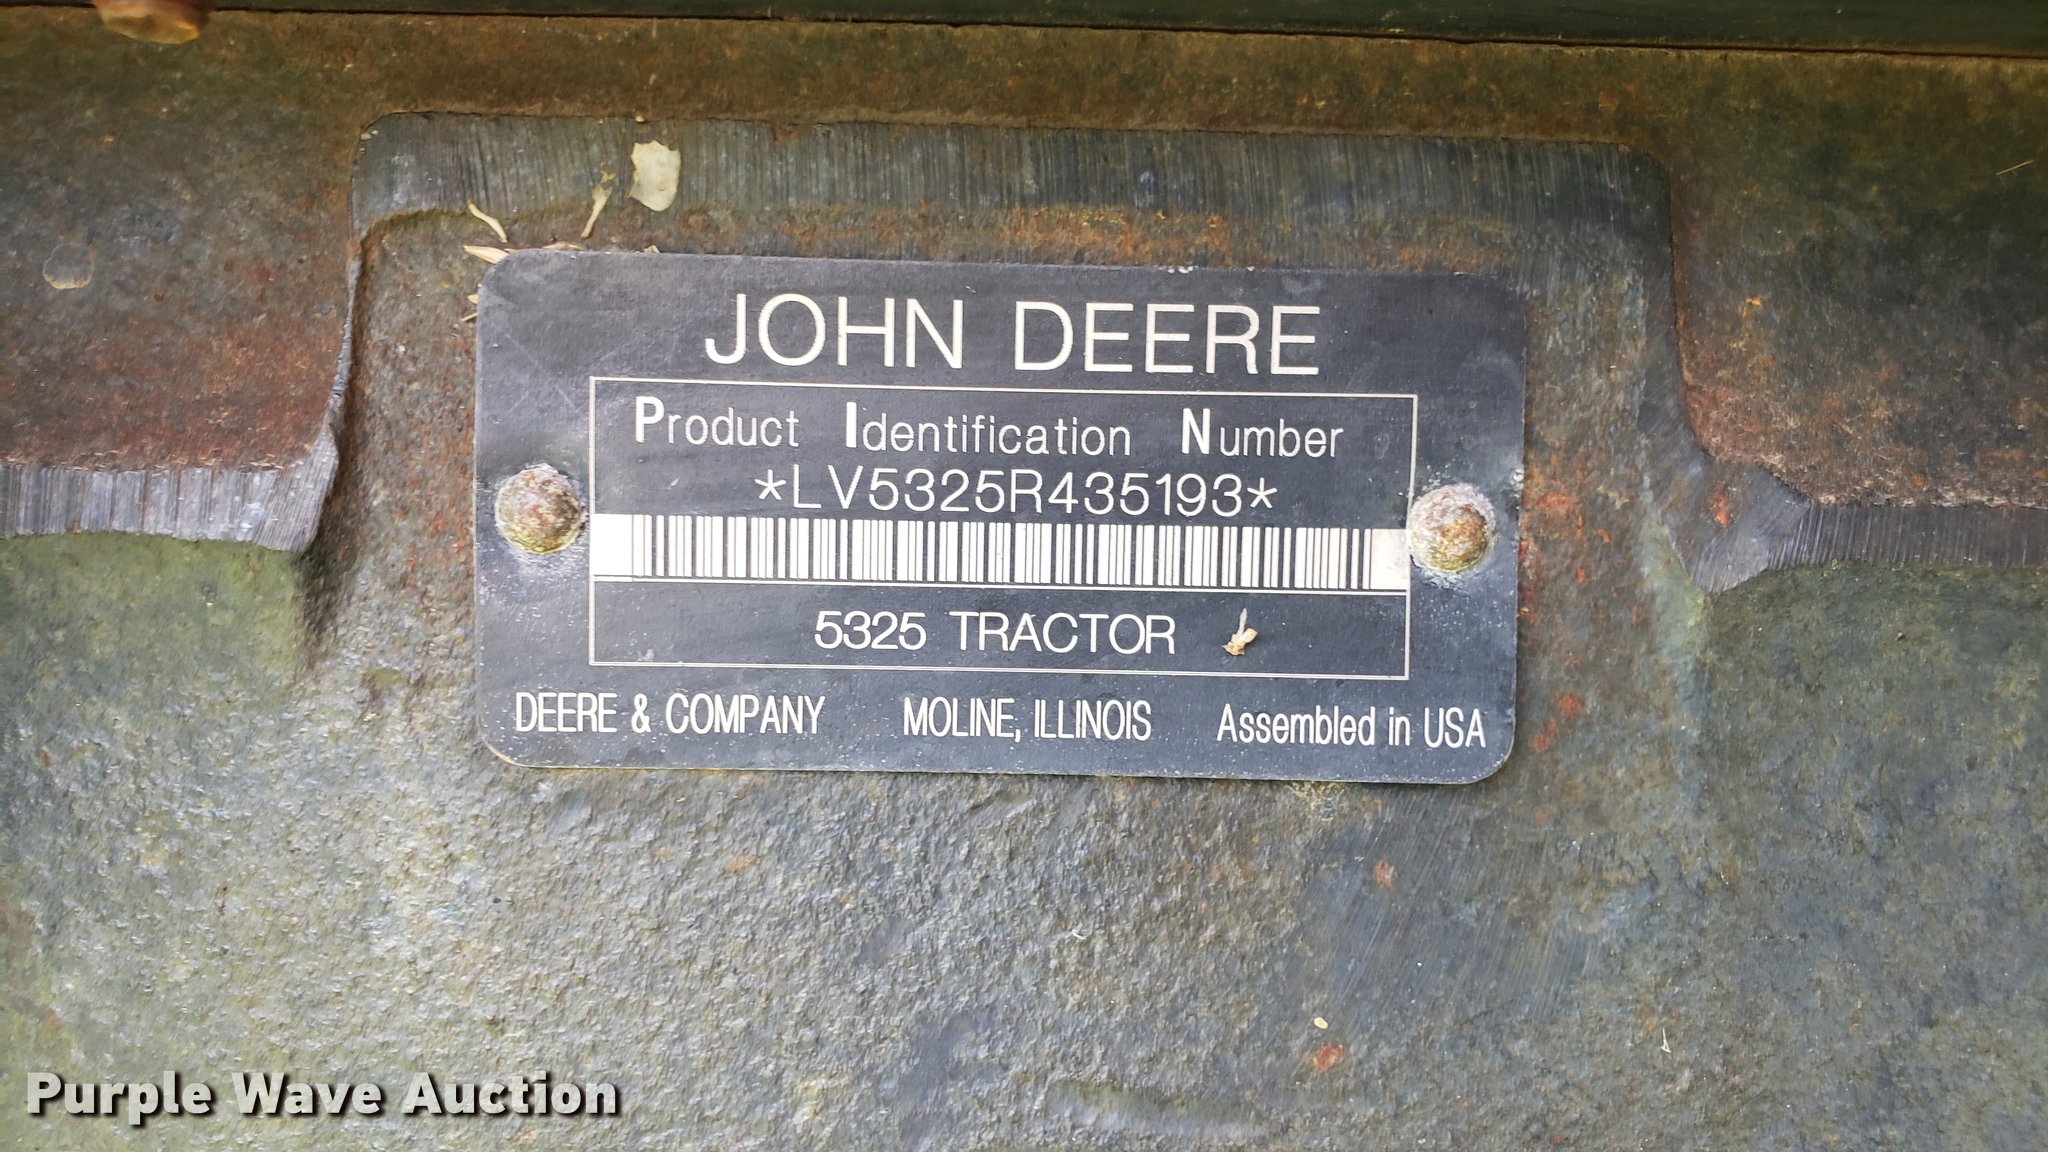 JOHN DEERE
Product Identification Number
*LV5325R435193*
5325 TRACTOR
DEERE & COMPANY MOLINE, ILLINOIS Assembled in USA
Purple Wave Auction